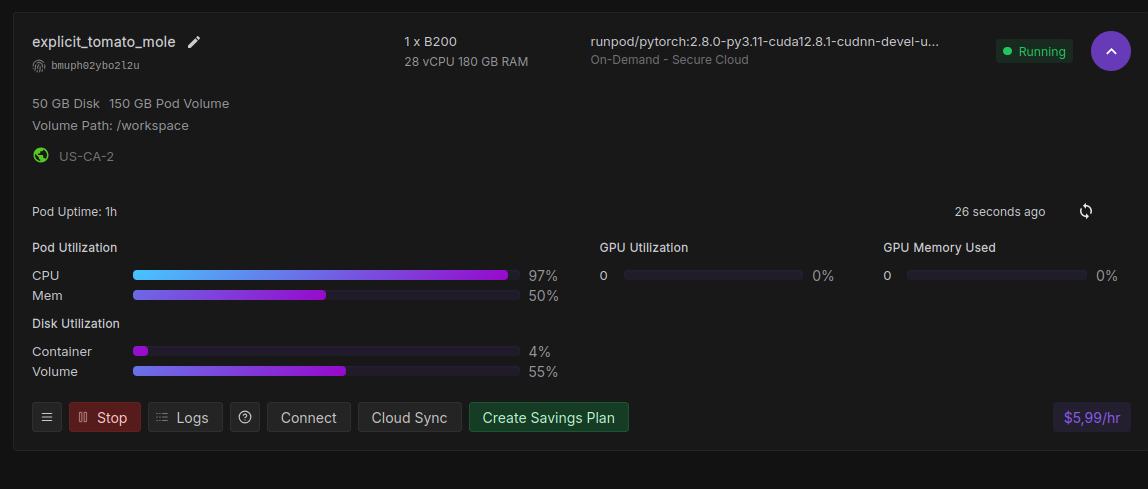 explicit_tomato_mole
1 x B200
runpod/pytorch:2.8.0-py3.11-cuda12.8.1-cudnn-devel-u...
Running
bmuph02ybo2l2u
28 vCPU 180 GB RAM
On-Demand - Secure Cloud
50 GB Disk 150 GB Pod Volume
Volume Path: /workspace
US-CA-2
Pod Uptime: 1h
26 seconds ago
Pod Utilization
GPU Utilization
GPU Memory Used
CPU 97%
0 0%
0 0%
Mem 50%
Disk Utilization
Container 4%
Volume 55%
Stop
Logs
Connect
Cloud Sync
Create Savings Plan
$5,99/hr